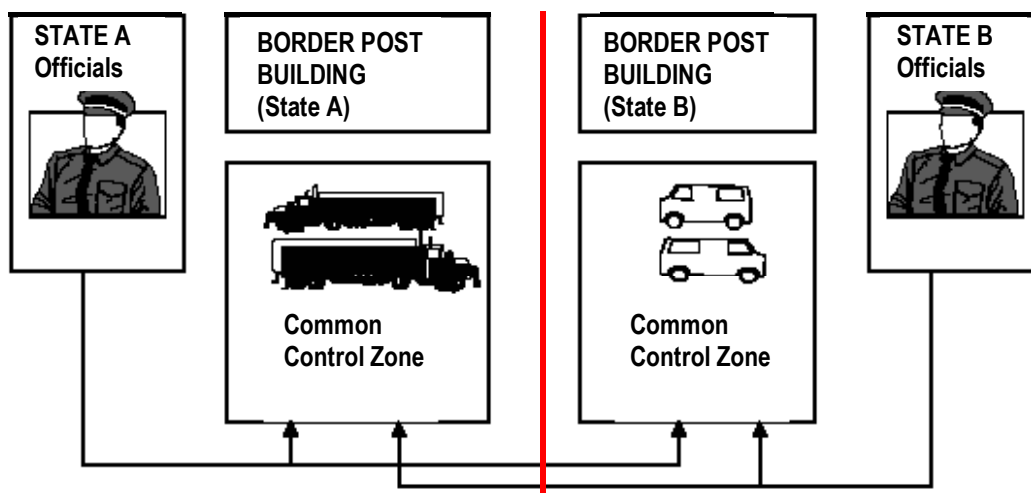 STATE A
Officials
BORDER POST
BUILDING
(State A)
BORDER POST
BUILDING
(State B)
STATE B
Officials
Common
Control Zone
Common
Control Zone